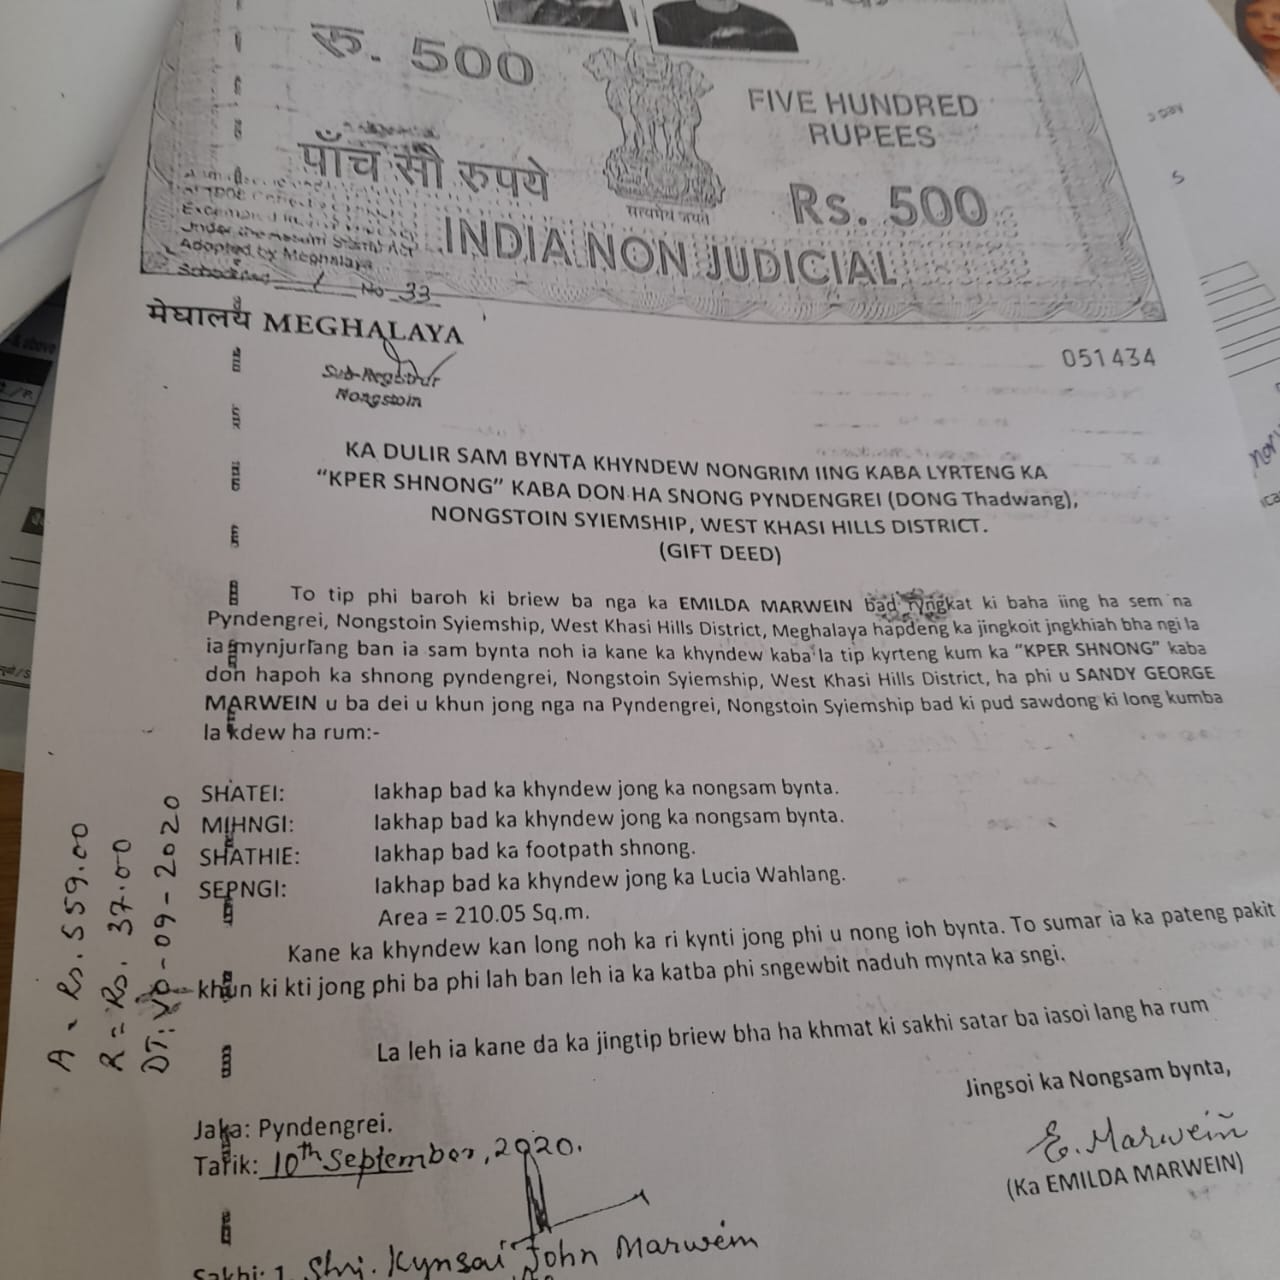 रु. 500
FIVE HUNDRED
RUPEES
पाँच सौ रुपये
Rs. 500
सत्यमेव जयते
INDIA NON JUDICIAL
Under the
Adopted by Meghalaya
No 33
मेघालय MEGHALAYA
051434
Sub-Registrar
Nongstoin
KA DULIR SAM BYNTA KHYNDEW NONGRIM IING KABA LYRTENG KA
“KPER SHNONG” KABA DON HA SNONG PYNDENGREI (DONG Thadwang),
NONGSTOIN SYIEMSHIP, WEST KHASI HILLS DISTRICT.
(GIFT DEED)
To tip phi baroh ki briew ba nga ka EMILDA MARWEIN bad ryngkat ki baha iing ha sem na
Pyndengrei, Nongstoin Syiemship, West Khasi Hills District, Meghalaya hapdeng ka jingkoit jngkhiah bha ngi la
ia mynjurlang ban ia sam bynta noh ia kane ka khyndew kaba la tip kyrteng kum ka “KPER SHNONG” kaba
don hapoh ka shnong pyndengrei, Nongstoin Syiemship, West Khasi Hills District, ha phi u SANDY GEORGE
MARWEIN u ba dei u khun jong nga na Pyndengrei, Nongstoin Syiemship bad ki pud sawdong ki long kumba
la kdew ha rum:-
SHATEI: Iakhap bad ka khyndew jong ka nongsam bynta.
MIHNGI: Iakhap bad ka khyndew jong ka nongsam bynta.
SHATHIE: Iakhap bad ka footpath shnong.
SEPNGI: Iakhap bad ka khyndew jong ka Lucia Wahlang.
Area = 210.05 Sq.m.
Kane ka khyndew kan long noh ka ri kynti jong phi u nong ioh bynta. To sumar ia ka pateng pakit
khun ki kti jong phi ba phi lah ban leh ia ka katba phi sngewbit naduh mynta ka sngi.
La leh ia kane da ka jingtip briew bha ha khmat ki sakhi satar ba iasoi lang ha rum
Jingsoi ka Nongsam bynta,
E. Marwein
(Ka EMILDA MARWEIN)
Jaka: Pyndengrei.
Tarik: 10th September, 2020.
Sakhi: 1. Shri. Kynsai John Marwein
A = Rs. 559.00
R = Rs. 37.00
DT: 10-09-2020